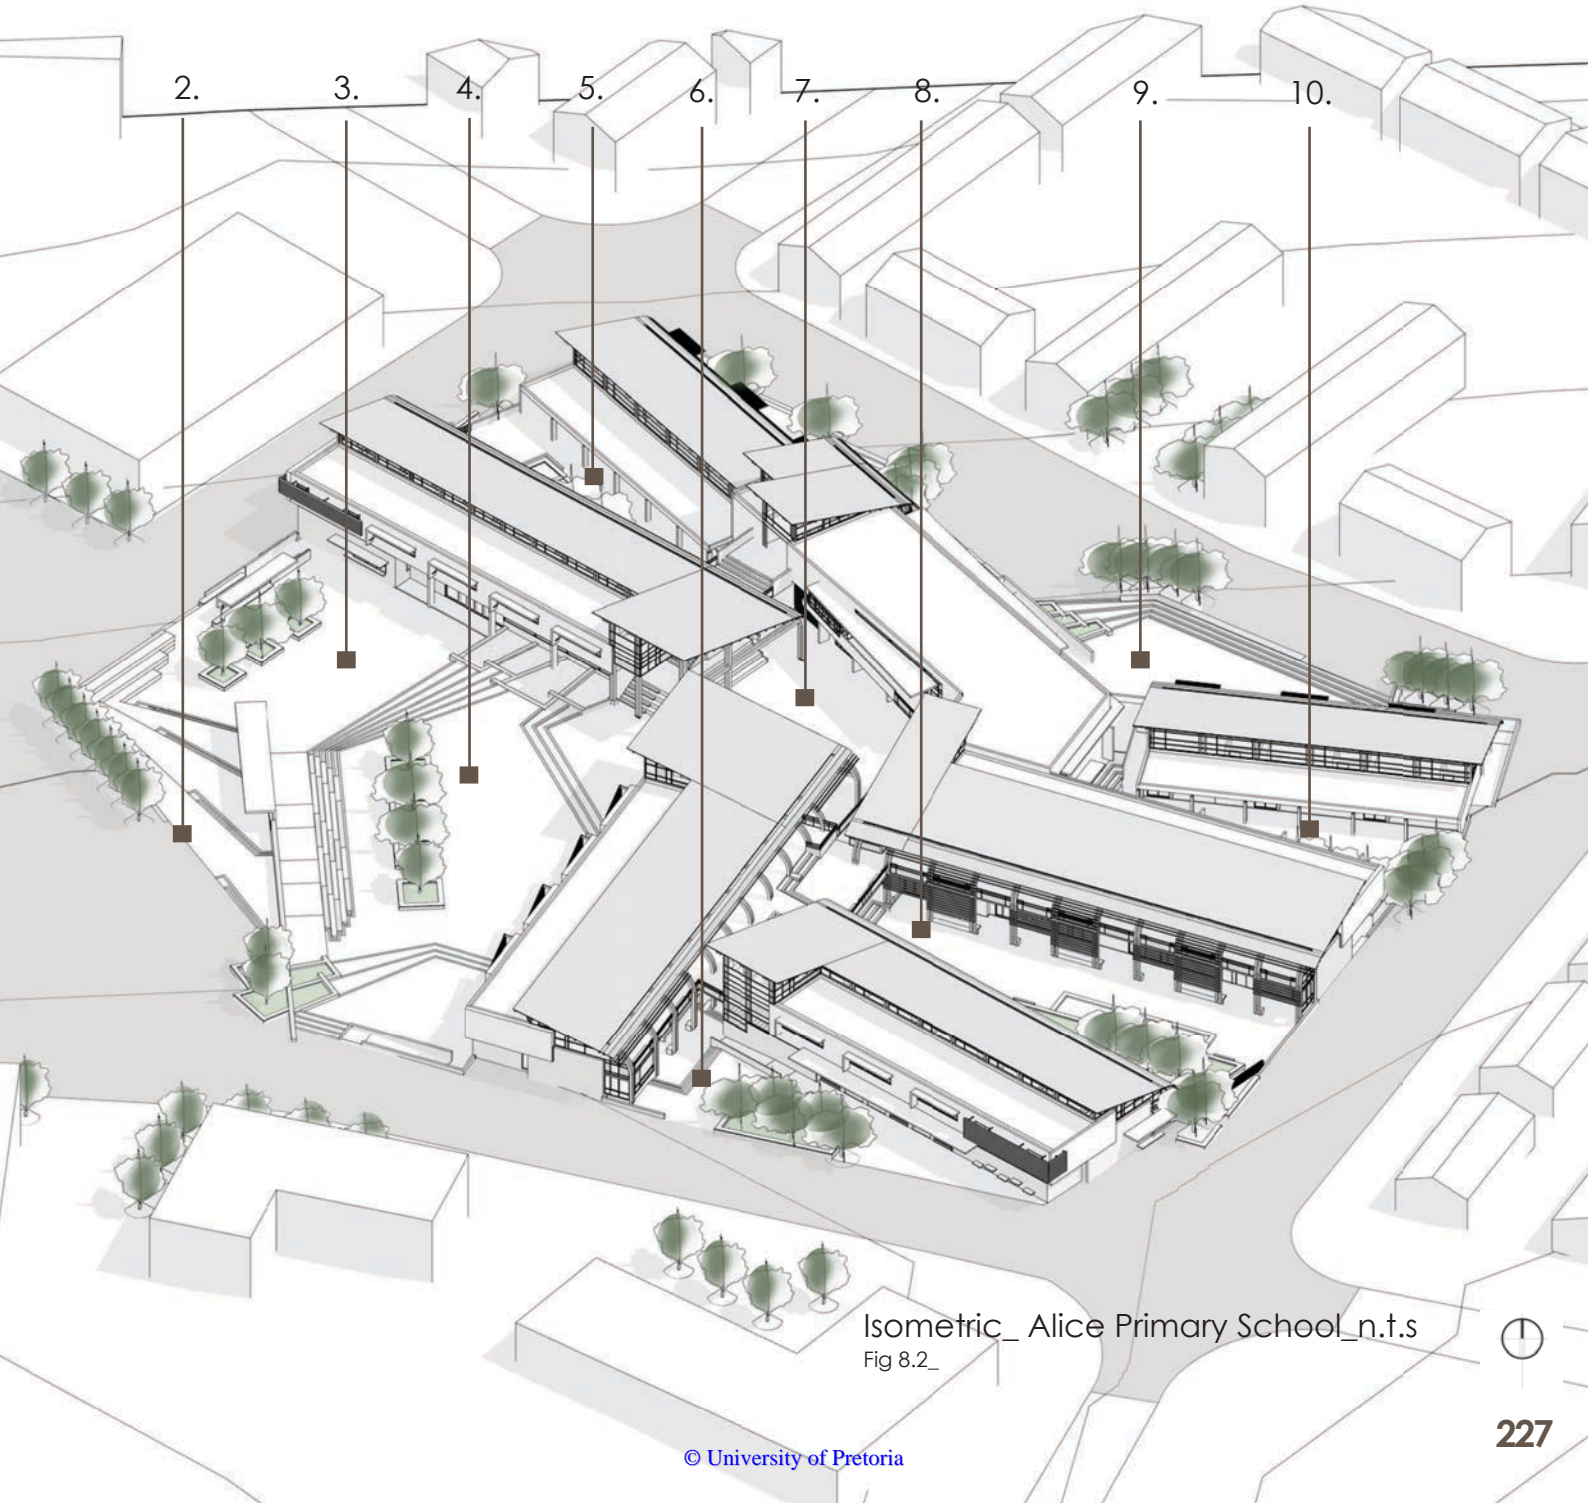 2. 3. 4. 5. 6. 7. 8. 9. 10.
Isometric_ Alice Primary School_n.t.s
Fig 8.2_
227
© University of Pretoria